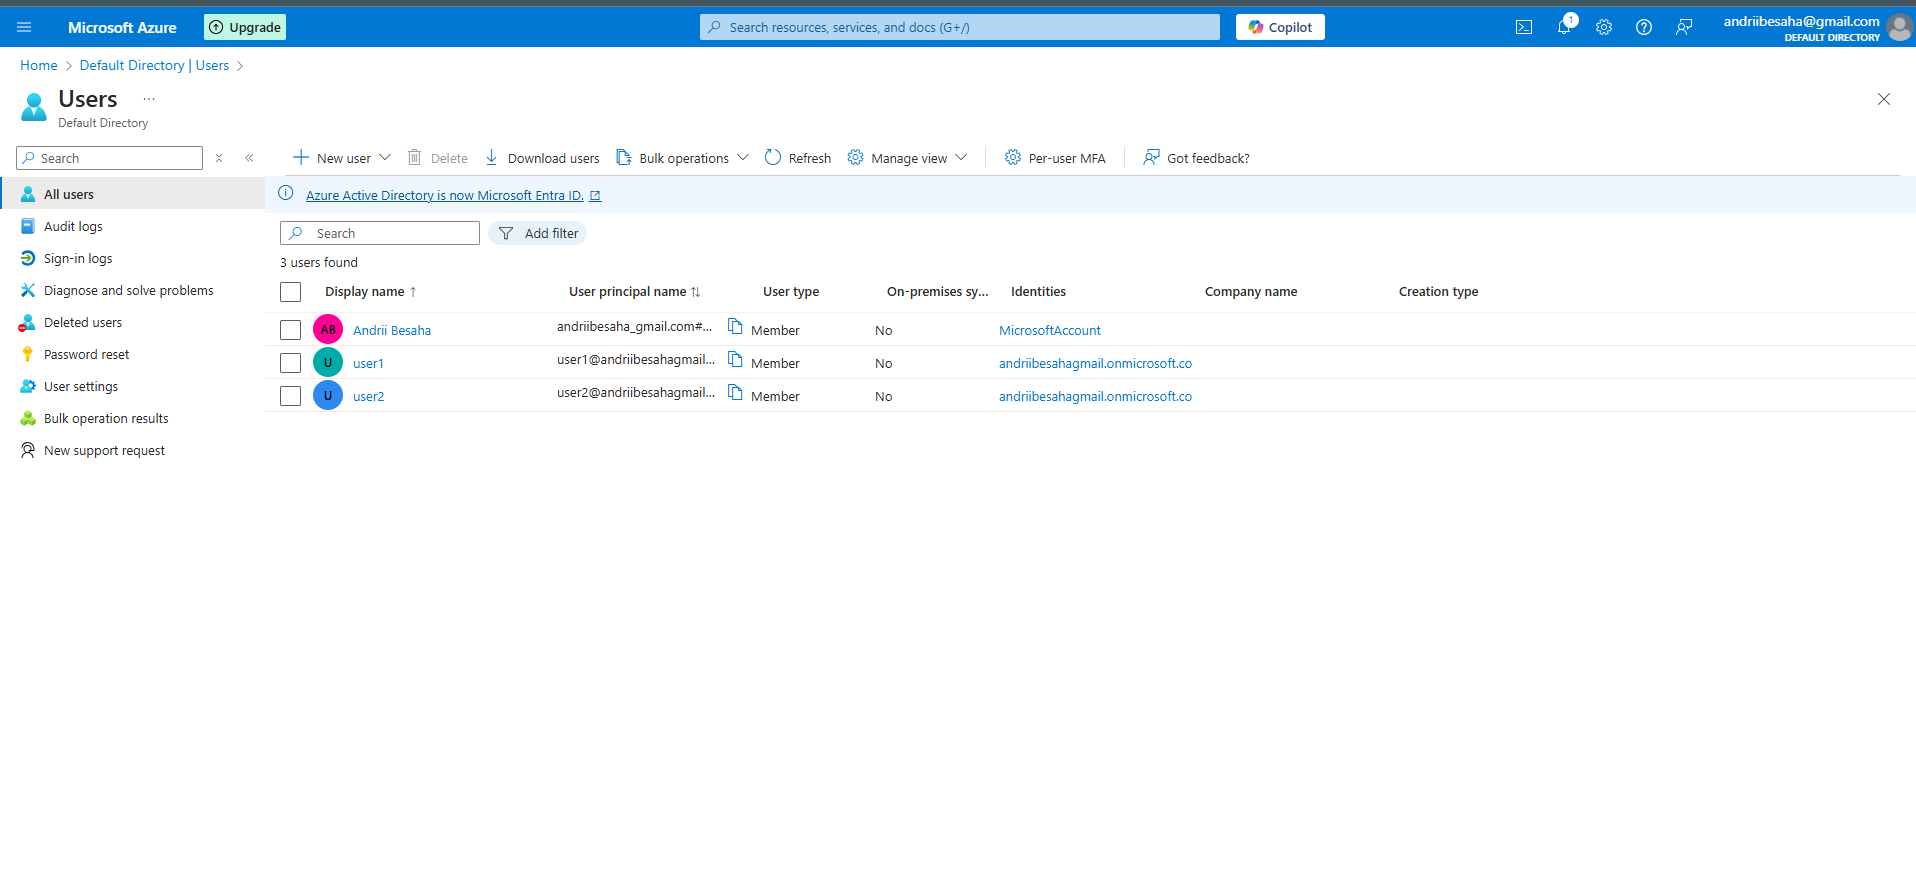 Microsoft Azure
Upgrade
Search resources, services, and docs (G+/)
Copilot
1
andriibesaha@gmail.com
DEFAULT DIRECTORY
Home > Default Directory | Users >
Users ...
Default Directory
Search
New user
Delete
Download users
Bulk operations
Refresh
Manage view
Per-user MFA
Got feedback?
All users
Audit logs
Sign-in logs
Diagnose and solve problems
Deleted users
Password reset
User settings
Bulk operation results
New support request
Azure Active Directory is now Microsoft Entra ID.
Search
Add filter
3 users found
Display name ↑ User principal name ↑↓ User type On-premises sy... Identities Company name Creation type
AB Andrii Besaha andriibesaha_gmail.com#... Member No MicrosoftAccount
U user1 user1@andriibesahagmail... Member No andriibesahagmail.onmicrosoft.co
U user2 user2@andriibesahagmail... Member No andriibesahagmail.onmicrosoft.co